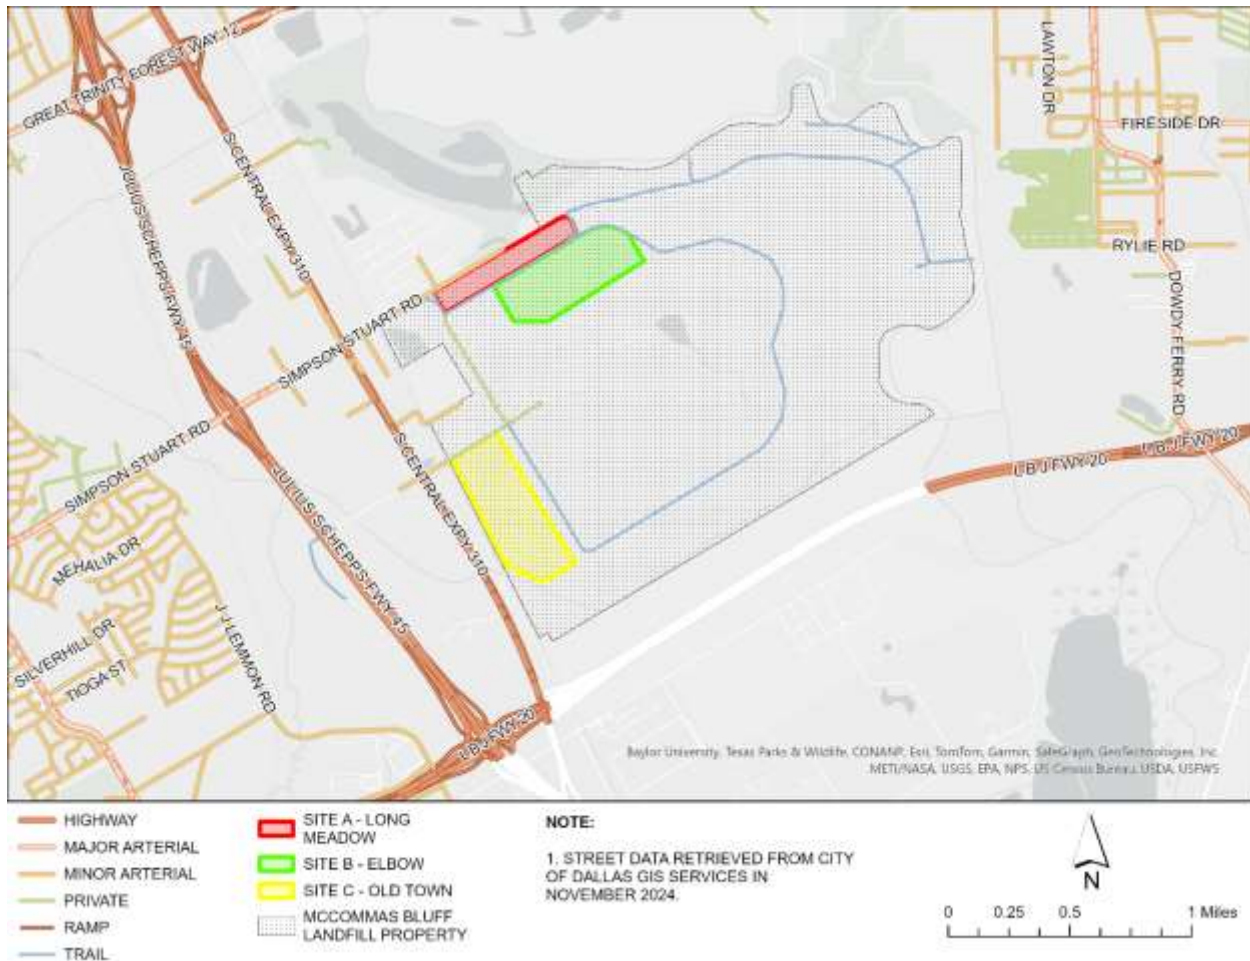 GREAT TRINITY FOREST WAY 12
LAWTON DR
FIRESIDE DR
JULIUS SCHEPPS FWY 45
S CENTRAL EXPY 310
RYLIE RD
SIMPSON STUART RD
DOWDY FERRY RD
SIMPSON STUART RD
S CENTRAL EXPY 310
L B J FWY 20
L B J FWY 20
JULIUS SCHEPPS FWY 45
MEHALIA DR
J J LEMMON RD
SILVERHILL DR
TIOGA ST
L B J FWY 20
Baylor University, Texas Parks & Wildlife, CONANP, Esri, TomTom, Garmin, SafeGraph, GeoTechnologies, Inc,
METI/NASA, USGS, EPA, NPS, US Census Bureau, USDA, USFWS
HIGHWAY
MAJOR ARTERIAL
MINOR ARTERIAL
PRIVATE
RAMP
TRAIL
SITE A - LONG
MEADOW
SITE B - ELBOW
SITE C - OLD TOWN
MCCOMMAS BLUFF
LANDFILL PROPERTY
NOTE:
1. STREET DATA RETRIEVED FROM CITY
OF DALLAS GIS SERVICES IN
NOVEMBER 2024.
N
0 0.25 0.5 1 Miles